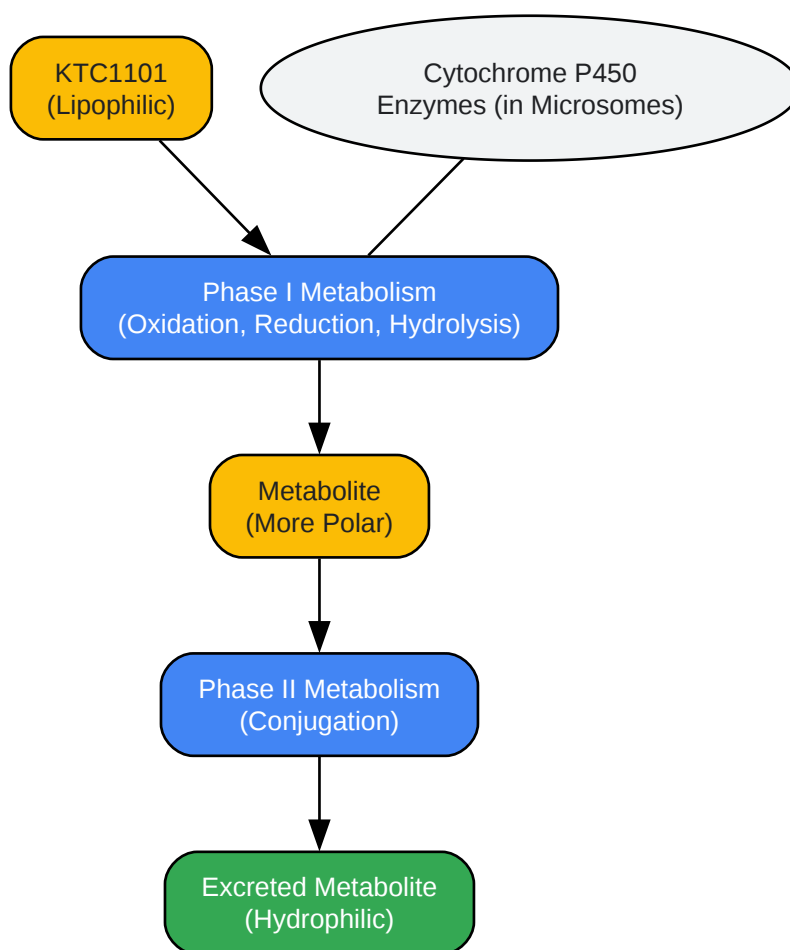 KTC1101
(Lipophilic)
Cytochrome P450
Enzymes (in Microsomes)
Phase I Metabolism
(Oxidation, Reduction, Hydrolysis)
Metabolite
(More Polar)
Phase II Metabolism
(Conjugation)
Excreted Metabolite
(Hydrophilic)